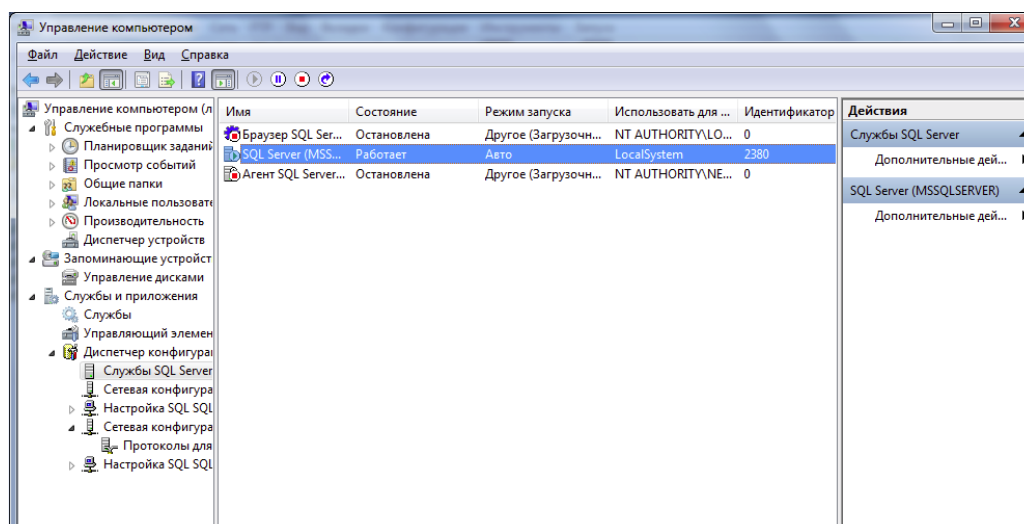 Управление компьютером
Файл Действие Вид Справка
Управление компьютером (л
Служебные программы
Планировщик заданий
Просмотр событий
Общие папки
Локальные пользовате
Производительность
Диспетчер устройств
Запоминающие устройст
Управление дисками
Службы и приложения
Службы
Управляющий элемен
Диспетчер конфигура
Службы SQL Server
Сетевая конфигура
Настройка SQL SQL
Сетевая конфигура
Протоколы для
Настройка SQL SQL
Имя Состояние Режим запуска Использовать для ... Идентификатор
Браузер SQL Ser... Остановлена Другое (Загрузочн... NT AUTHORITY\LO... 0
SQL Server (MSS... Работает Авто LocalSystem 2380
Агент SQL Server... Остановлена Другое (Загрузочн... NT AUTHORITY\NE... 0
Действия
Службы SQL Server
Дополнительные дей...
SQL Server (MSSQLSERVER)
Дополнительные дей...